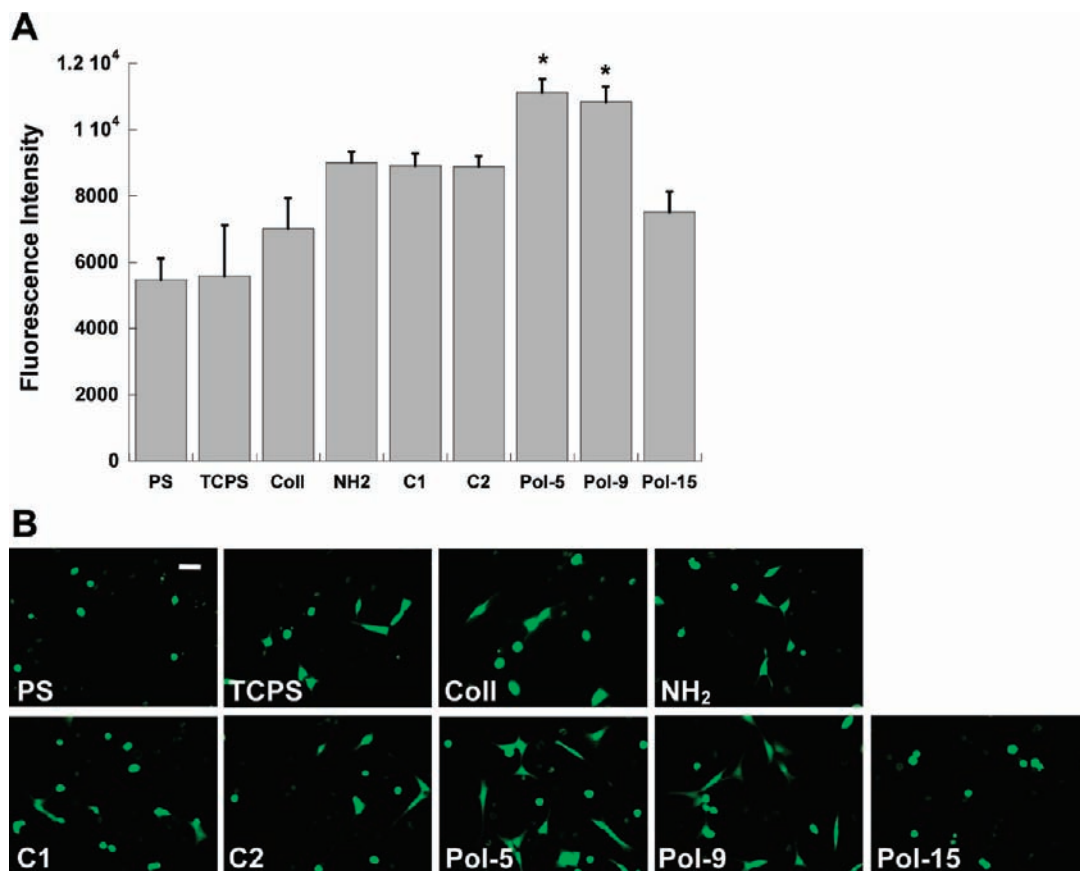 A
1.2 10⁴
1 10⁴
8000
6000
4000
2000
0
Fluorescence Intensity
* *
PS TCPS Coll NH2 C1 C2 Pol-5 Pol-9 Pol-15
B
PS TCPS Coll NH₂
C1 C2 Pol-5 Pol-9 Pol-15